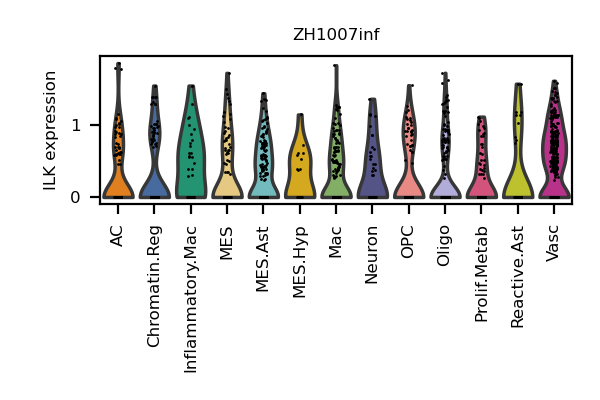 ZH1007inf
ILK expression
1
0
AC
Chromatin.Reg
Inflammatory.Mac
MES
MES.Ast
MES.Hyp
Mac
Neuron
OPC
Oligo
Prolif.Metab
Reactive.Ast
Vasc